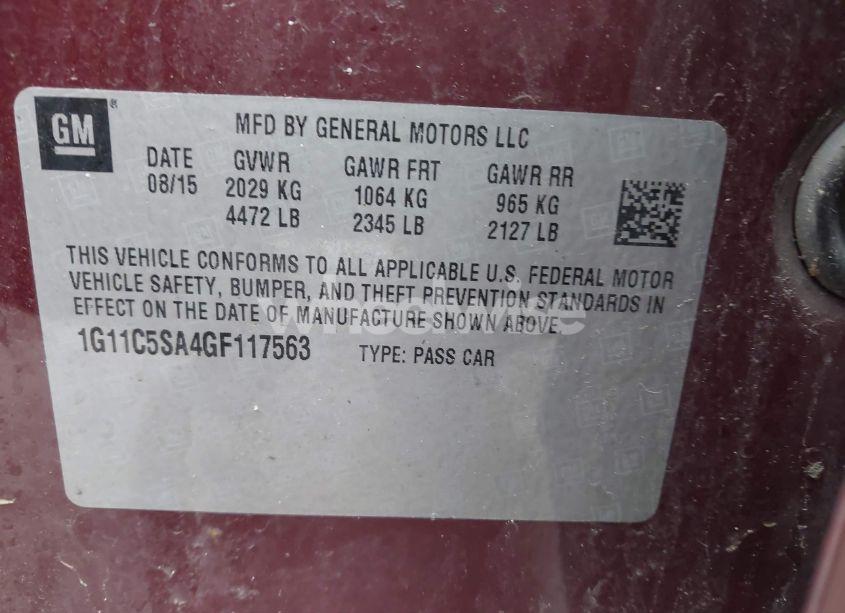 GM®
MFD BY GENERAL MOTORS LLC
DATE GVWR GAWR FRT GAWR RR
08/15 2029 KG 1064 KG 965 KG
4472 LB 2345 LB 2127 LB
THIS VEHICLE CONFORMS TO ALL APPLICABLE U.S. FEDERAL MOTOR
VEHICLE SAFETY, BUMPER, AND THEFT PREVENTION STANDARDS IN
EFFECT ON THE DATE OF MANUFACTURE SHOWN ABOVE.
1G11C5SA4GF117563 TYPE: PASS CAR